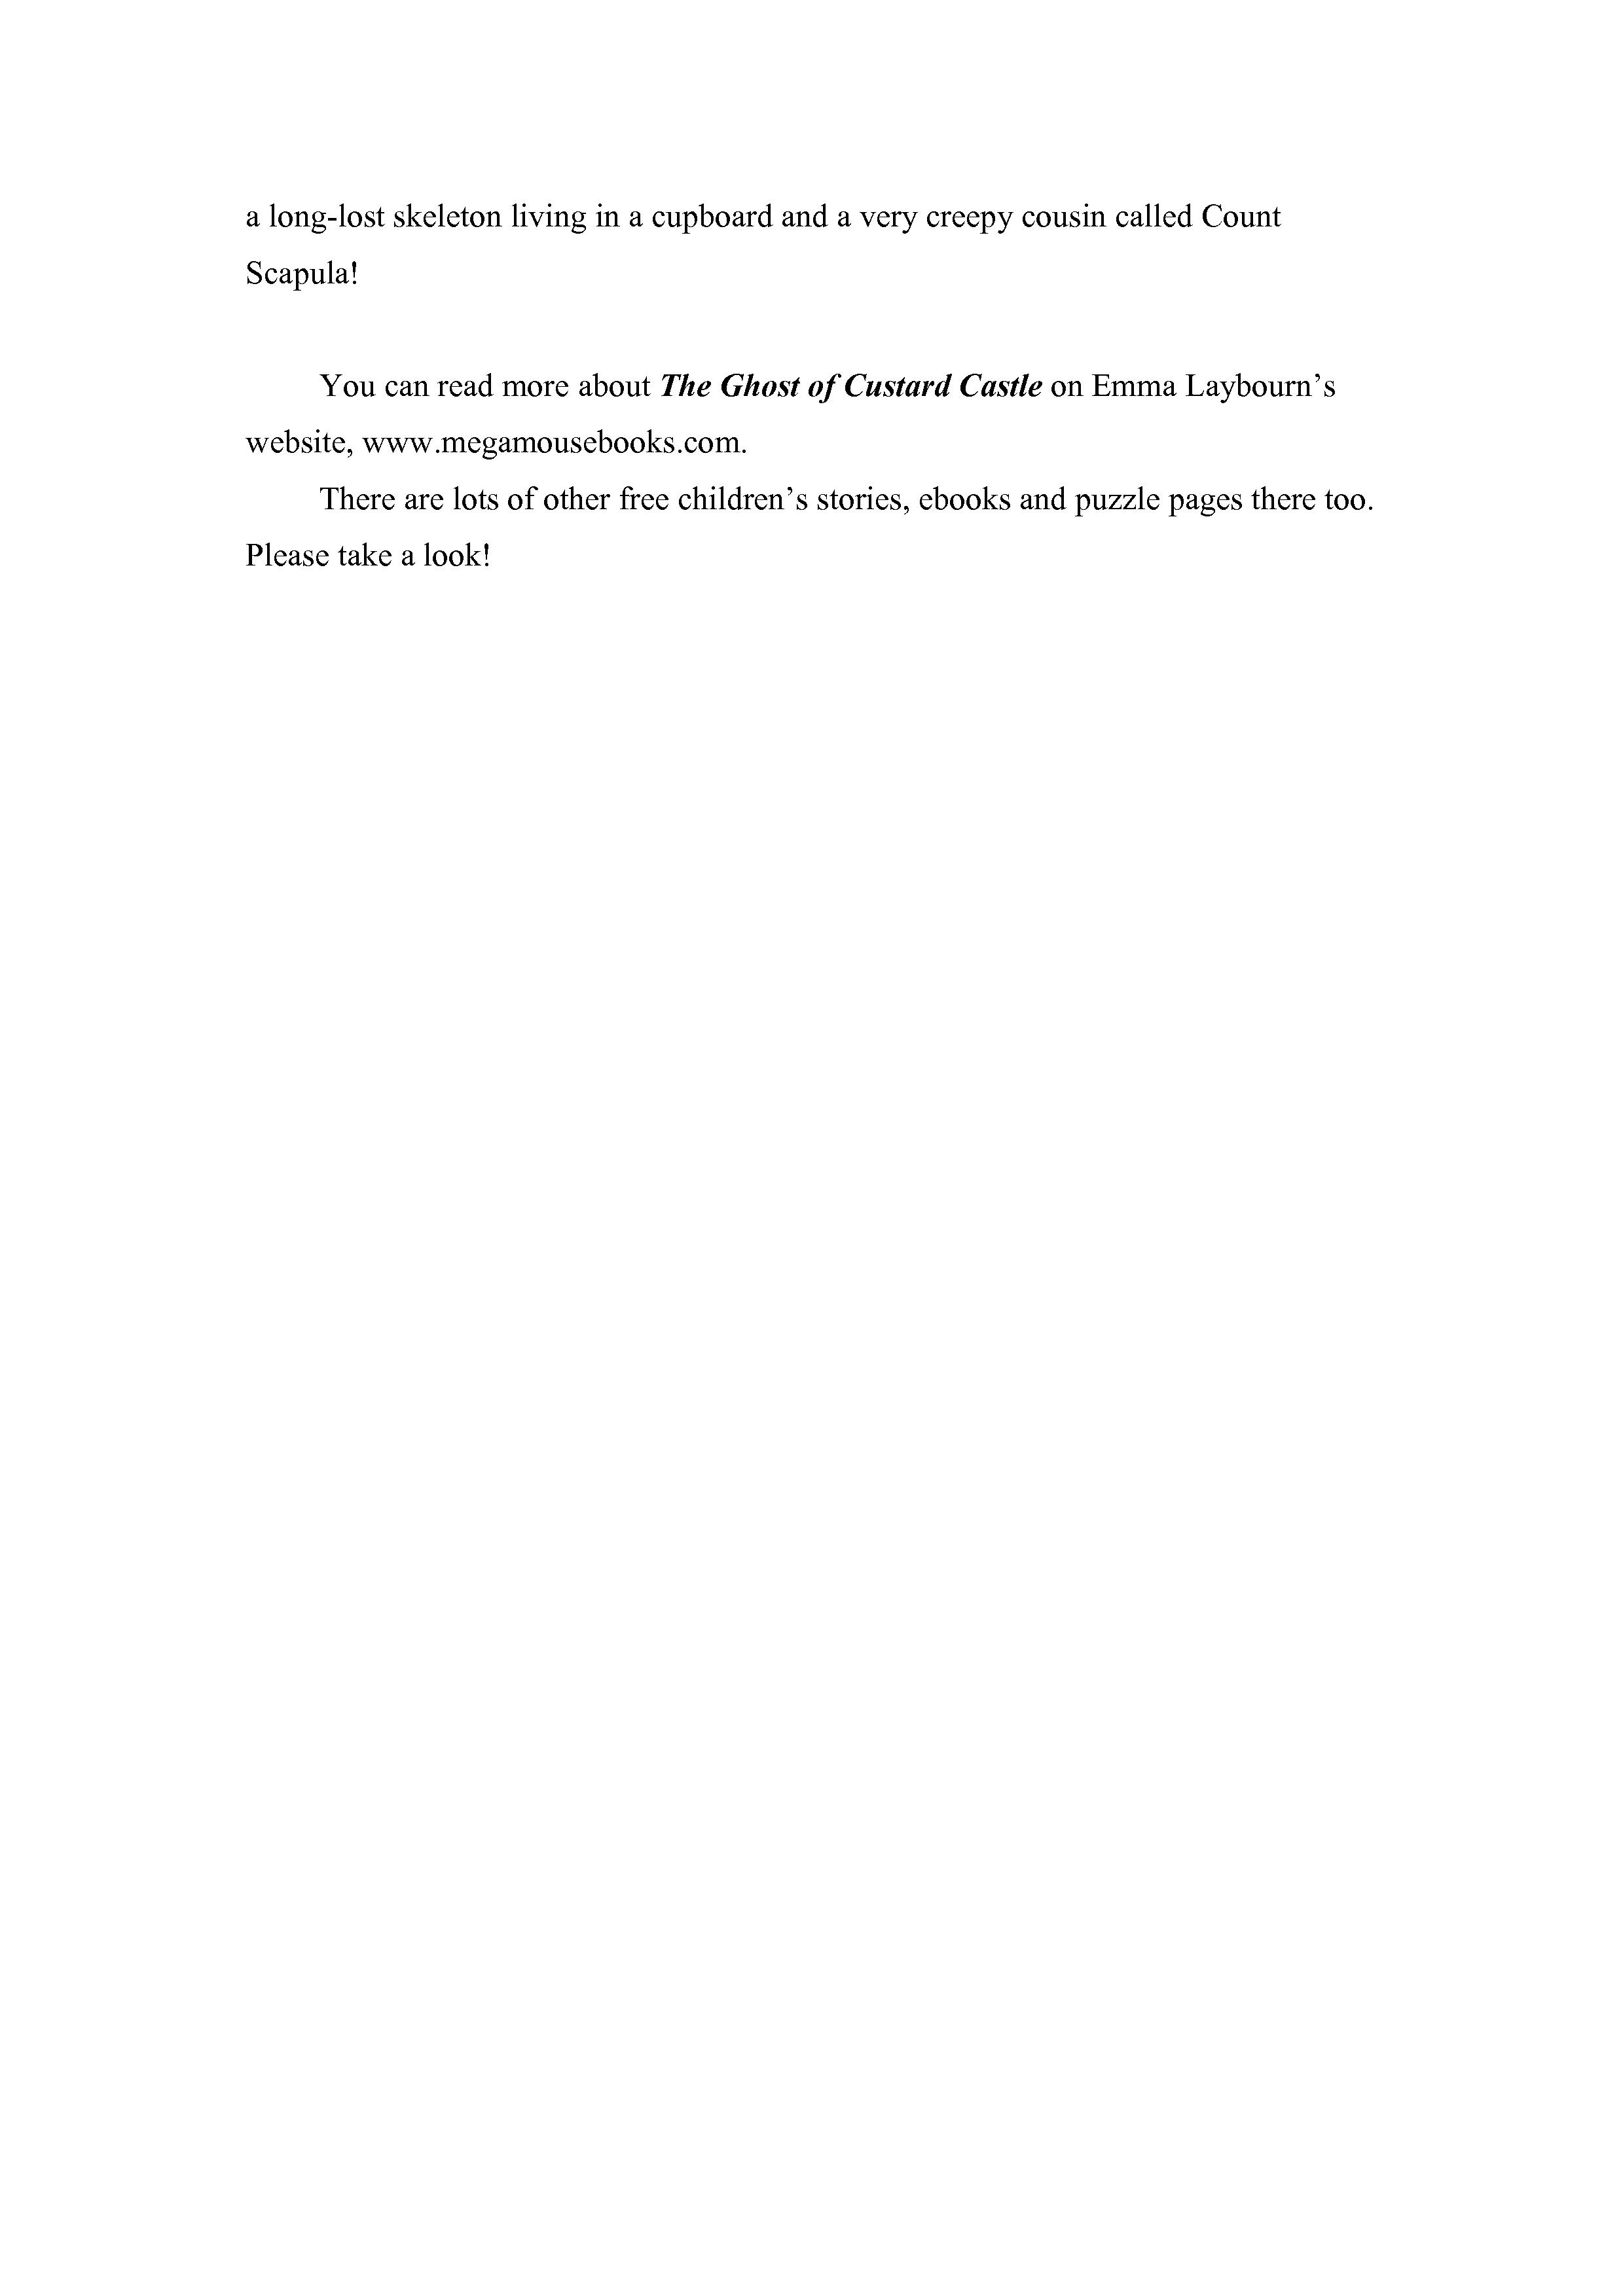 a long-lost skeleton living in a cupboard and a very creepy cousin called Count
Scapula!
You can read more about The Ghost of Custard Castle on Emma Laybourn’s
website, www.megamousebooks.com.
There are lots of other free children’s stories, ebooks and puzzle pages there too.
Please take a look!